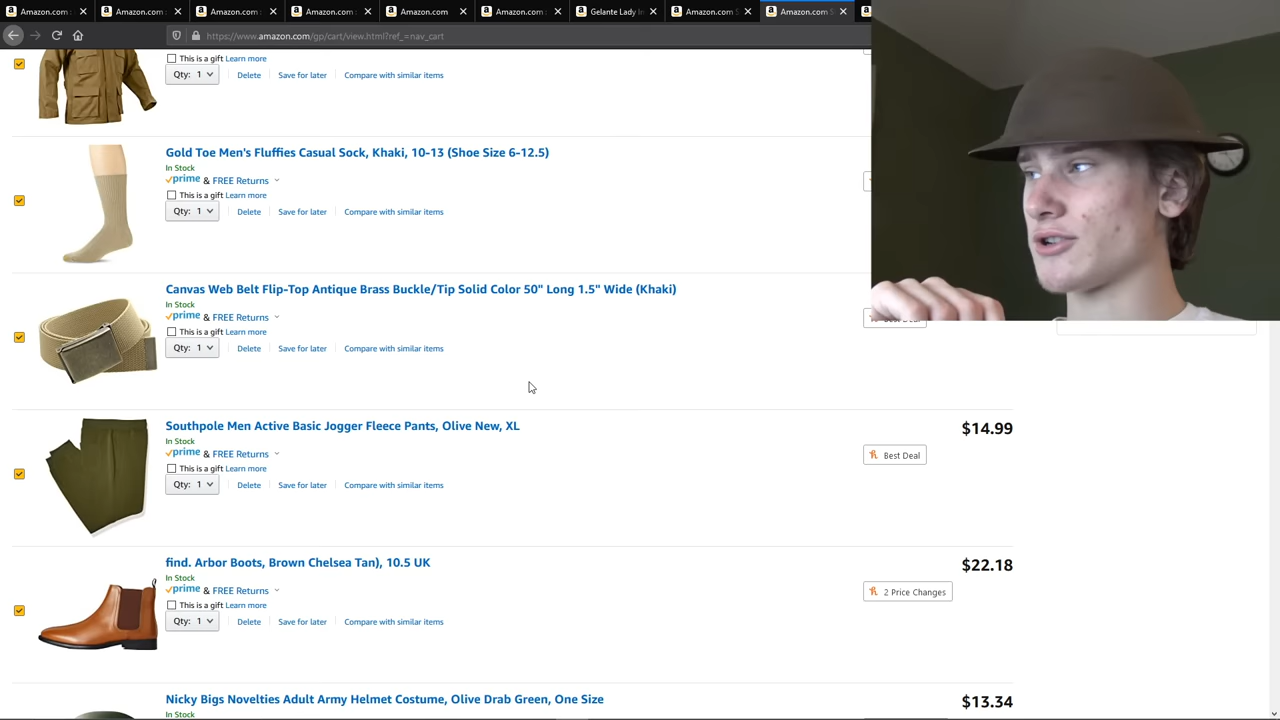 Amazon.com
Amazon.com
Amazon.com
Amazon.com
Amazon.com
Amazon.com
Gelante Lady
Amazon.com S
Amazon.com S
https://www.amazon.com/gp/cart/view.html?ref_=nav_cart
This is a gift Learn more
Qty: 1 Delete Save for later Compare with similar items
Gold Toe Men's Fluffies Casual Sock, Khaki, 10-13 (Shoe Size 6-12.5)
In Stock
prime & FREE Returns
This is a gift Learn more
Qty: 1 Delete Save for later Compare with similar items
Canvas Web Belt Flip-Top Antique Brass Buckle/Tip Solid Color 50" Long 1.5" Wide (Khaki)
In Stock
prime & FREE Returns
This is a gift Learn more
Qty: 1 Delete Save for later Compare with similar items
Best Deal
Southpole Men Active Basic Jogger Fleece Pants, Olive New, XL
$14.99
In Stock
prime & FREE Returns
Best Deal
This is a gift Learn more
Qty: 1 Delete Save for later Compare with similar items
find. Arbor Boots, Brown Chelsea Tan), 10.5 UK
$22.18
In Stock
prime & FREE Returns
2 Price Changes
This is a gift Learn more
Qty: 1 Delete Save for later Compare with similar items
Nicky Bigs Novelties Adult Army Helmet Costume, Olive Drab Green, One Size
$13.34
In Stock